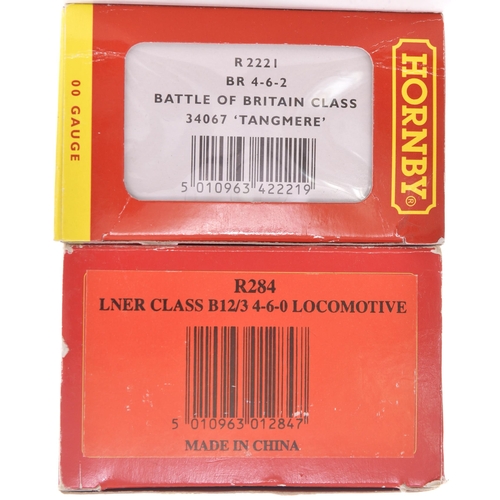 00 GAUGE
R 2221
BR 4-6-2
BATTLE OF BRITAIN CLASS
34067 'TANGMERE'
5 010963 422219
HORNBY®
R284
LNER CLASS B12/3 4-6-0 LOCOMOTIVE
5 010963 012847
MADE IN CHINA